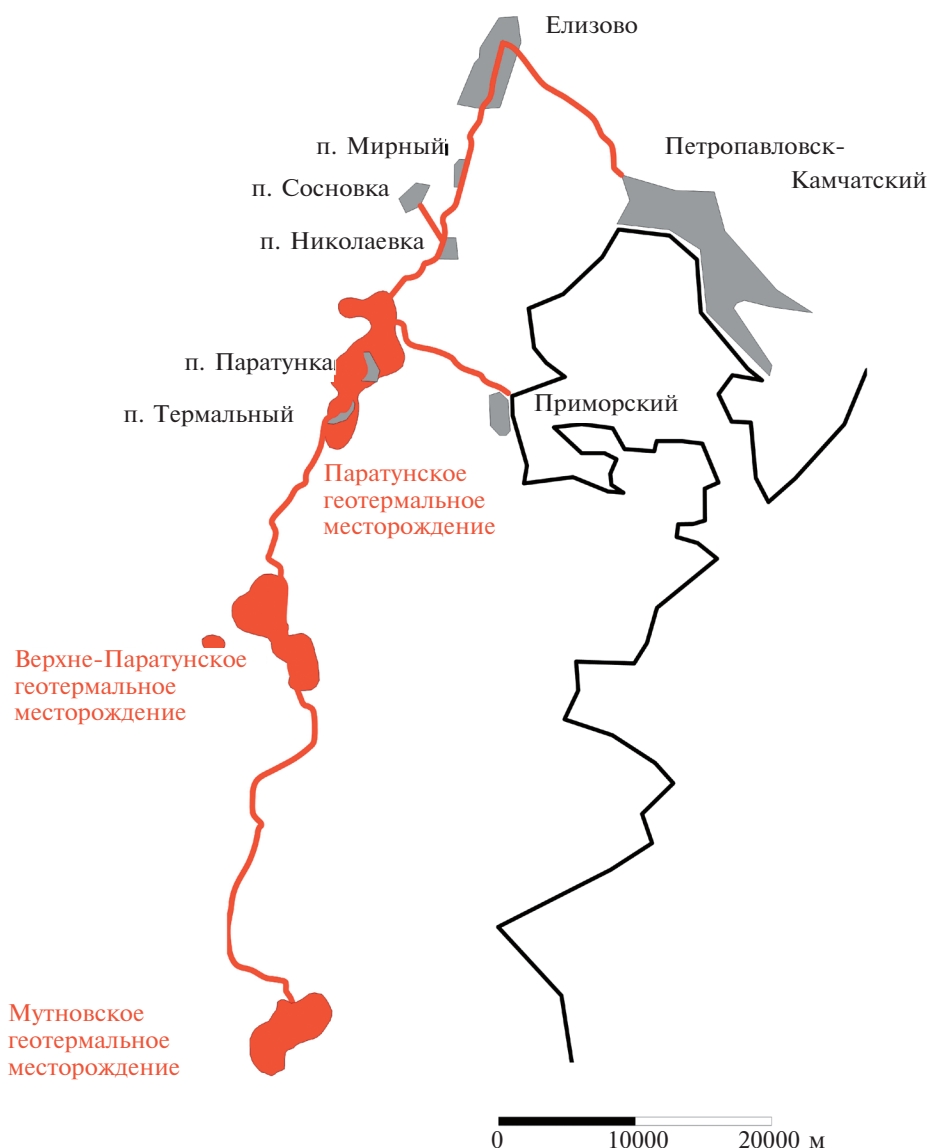 Елизово
п. Мирный
Петропавловск-
Камчатский
п. Сосновка
п. Николаевка
п. Паратунка
п. Термальный
Приморский
Паратунское
геотермальное
месторождение
Верхне-Паратунское
геотермальное
месторождение
Мутновское
геотермальное
месторождение
0 10000 20000 м